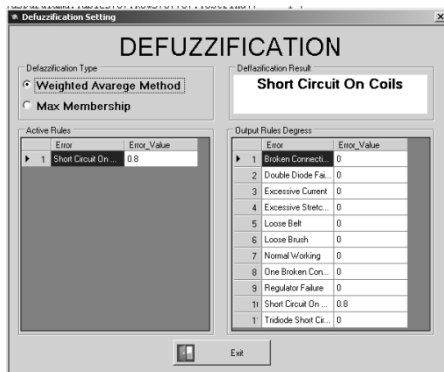 Defuzzification Setting
DEFUZZIFICATION
Defazzification Type
Weighted Avarege Method
Max Membership
Deffazification Result
Short Circuit On Coils
Active Rules
Error Error_Value
1 Short Circuit On ... 0.8
Output Rules Degress
Error Error_Value
1 Broken Connecti... 0
2 Double Diode Fai... 0
3 Excessive Current 0
4 Excessive Stretc... 0
5 Loose Belt 0
6 Loose Brush 0
7 Normal Working 0
8 One Broken Con... 0
9 Regulator Failure 0
Short Circuit On ... 0.8
Tridiode Short Cir... 0
Exit